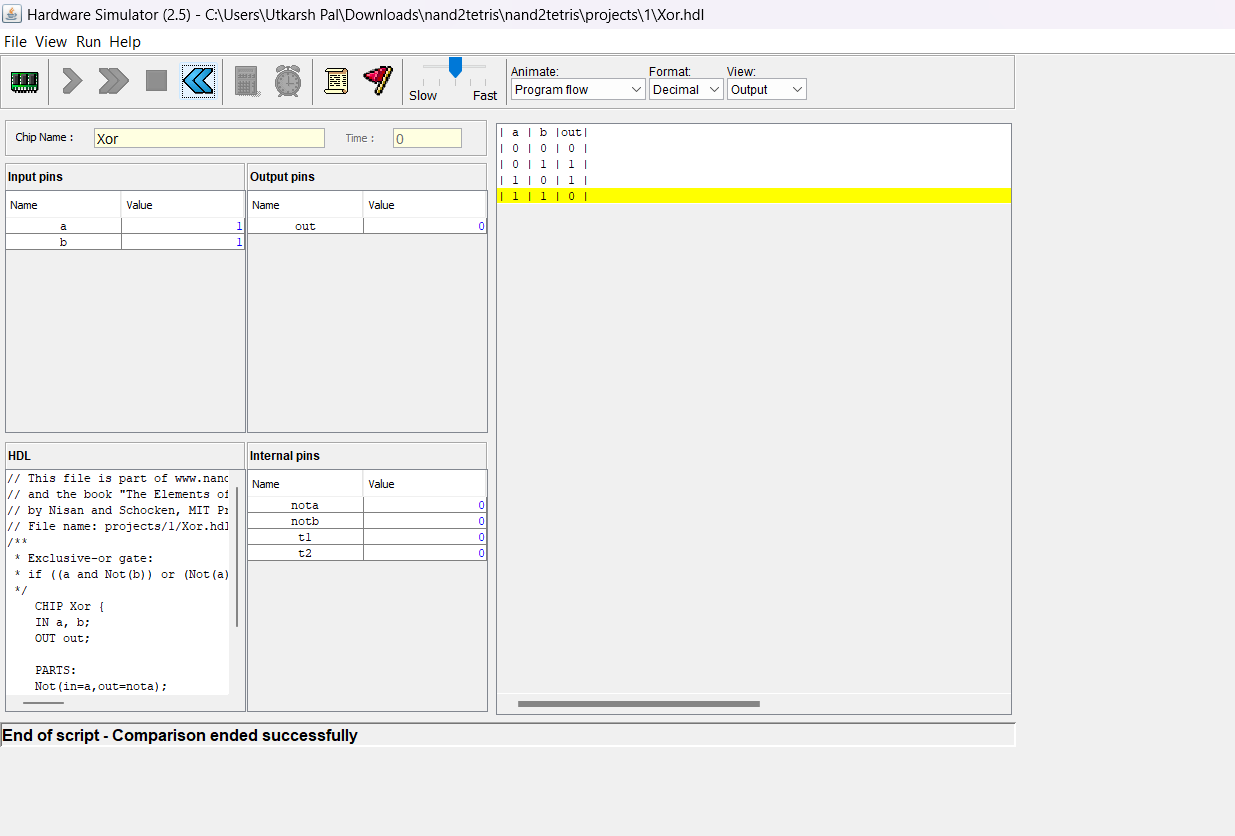 Hardware Simulator (2.5) - C:\Users\Utkarsh Pal\Downloads\nand2tetris\nand2tetris\projects\1\Xor.hdl
File View Run Help
Slow Fast
Animate: Format: View:
Program flow Decimal Output
Chip Name : Xor Time : 0
Input pins
Name Value
a 1
b 1
Output pins
Name Value
out 0
| a | b |out|
| 0 | 0 | 0 |
| 0 | 1 | 1 |
| 1 | 0 | 1 |
| 1 | 1 | 0 |
HDL
// This file is part of www.nand
// and the book "The Elements of
// by Nisan and Schocken, MIT Pr
// File name: projects/1/Xor.hdl
/**
* Exclusive-or gate:
* if ((a and Not(b)) or (Not(a)
*/
CHIP Xor {
IN a, b;
OUT out;
PARTS:
Not(in=a,out=nota);
Internal pins
Name Value
nota 0
notb 0
t1 0
t2 0
End of script - Comparison ended successfully